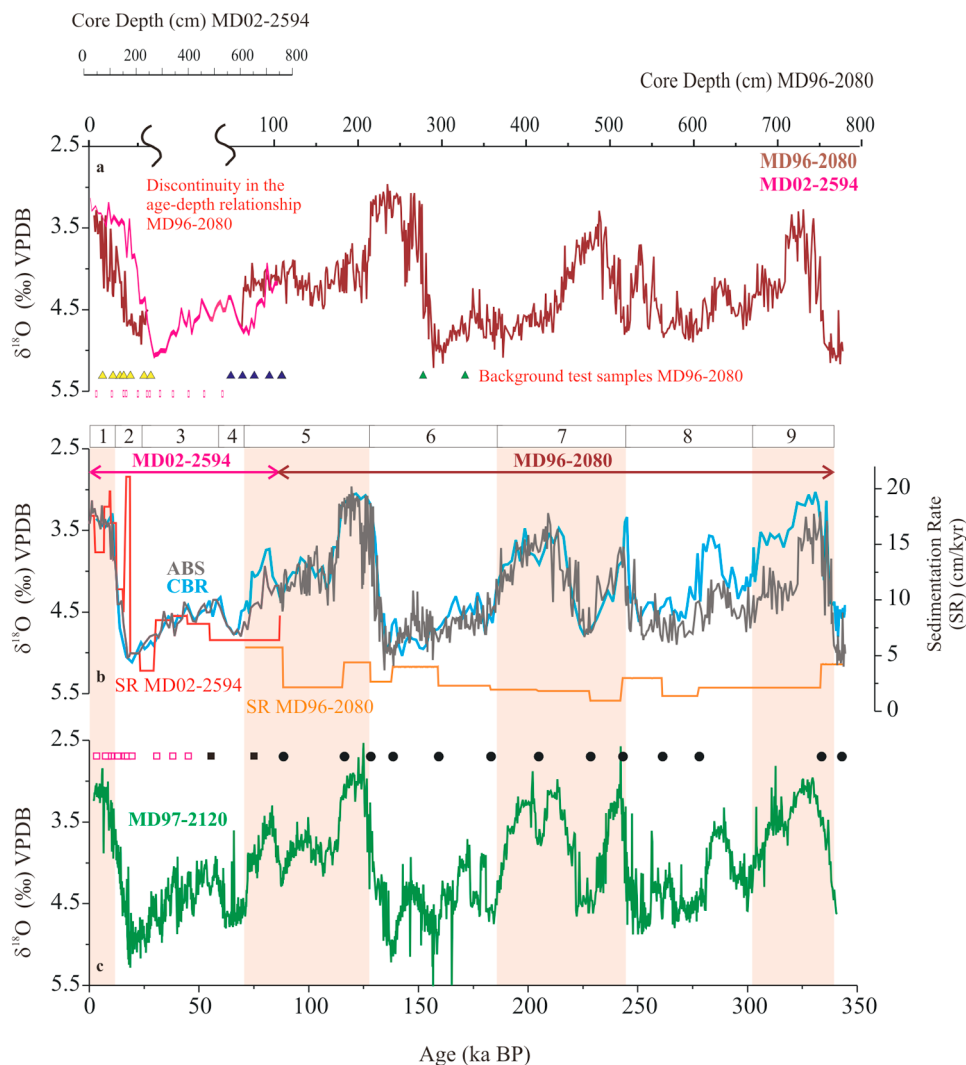 Core Depth (cm) MD02-2594
0 200 400 600 800
Core Depth (cm) MD96-2080
0 100 200 300 400 500 600 700 800
2.5
a
MD96-2080
MD02-2594
Discontinuity in the
age-depth relationship
MD96-2080
3.5
4.5
5.5
δ¹⁸O (‰) VPDB
Background test samples MD96-2080
1 2 3 4 5 6 7 8 9
MD02-2594
MD96-2080
2.5
3.5
4.5
5.5
δ¹⁸O (‰) VPDB
ABS
CBR
b
SR MD02-2594
SR MD96-2080
20
15
10
5
0
Sedimentation Rate
(SR) (cm/kyr)
2.5
3.5
4.5
5.5
δ¹⁸O (‰) VPDB
MD97-2120
c
0 50 100 150 200 250 300 350
Age (ka BP)